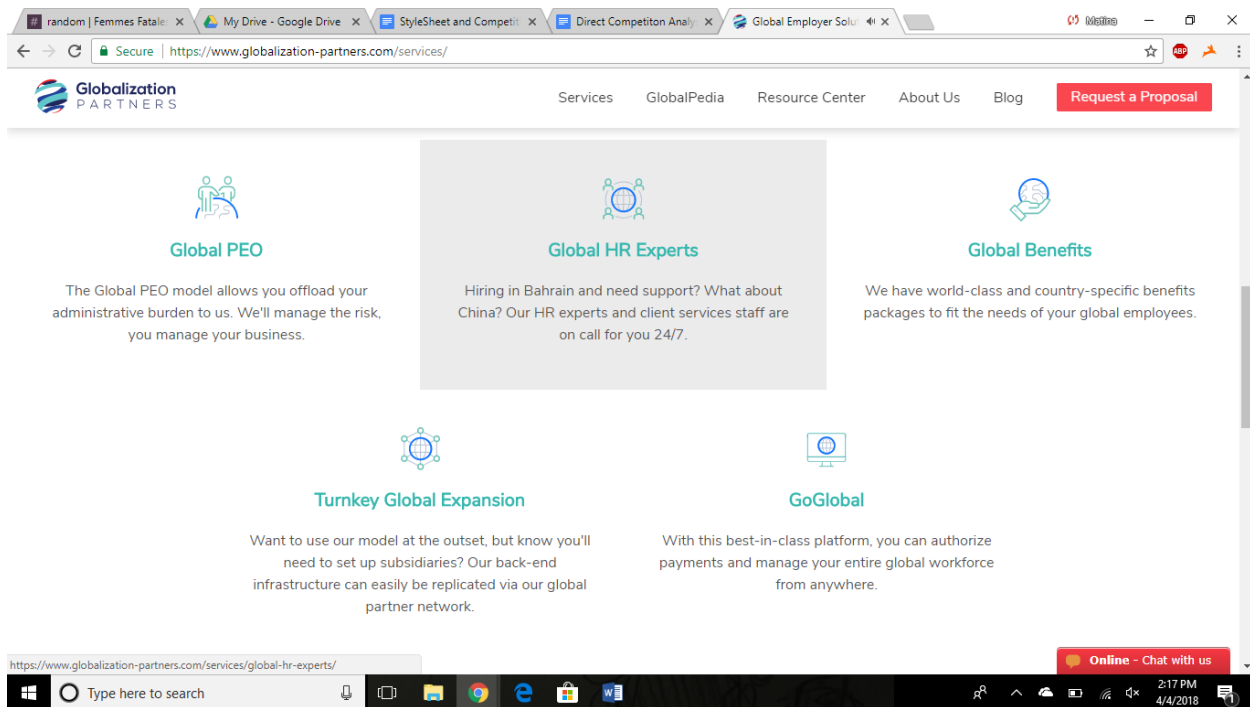 random | Femmes Fatale
My Drive - Google Drive
StyleSheet and Competiti
Direct Competiton Analy
Global Employer Solu
Matina
Secure | https://www.globalization-partners.com/services/
ABP
Globalization
PARTNERS
Services GlobalPedia Resource Center About Us Blog Request a Proposal
Global PEO
The Global PEO model allows you offload your
administrative burden to us. We'll manage the risk,
you manage your business.
Global HR Experts
Hiring in Bahrain and need support? What about
China? Our HR experts and client services staff are
on call for you 24/7.
Global Benefits
We have world-class and country-specific benefits
packages to fit the needs of your global employees.
Turnkey Global Expansion
Want to use our model at the outset, but know you'll
need to set up subsidiaries? Our back-end
infrastructure can easily be replicated via our global
partner network.
GoGlobal
With this best-in-class platform, you can authorize
payments and manage your entire global workforce
from anywhere.
https://www.globalization-partners.com/services/global-hr-experts/
Online - Chat with us
Type here to search
2:17 PM
4/4/2018
1